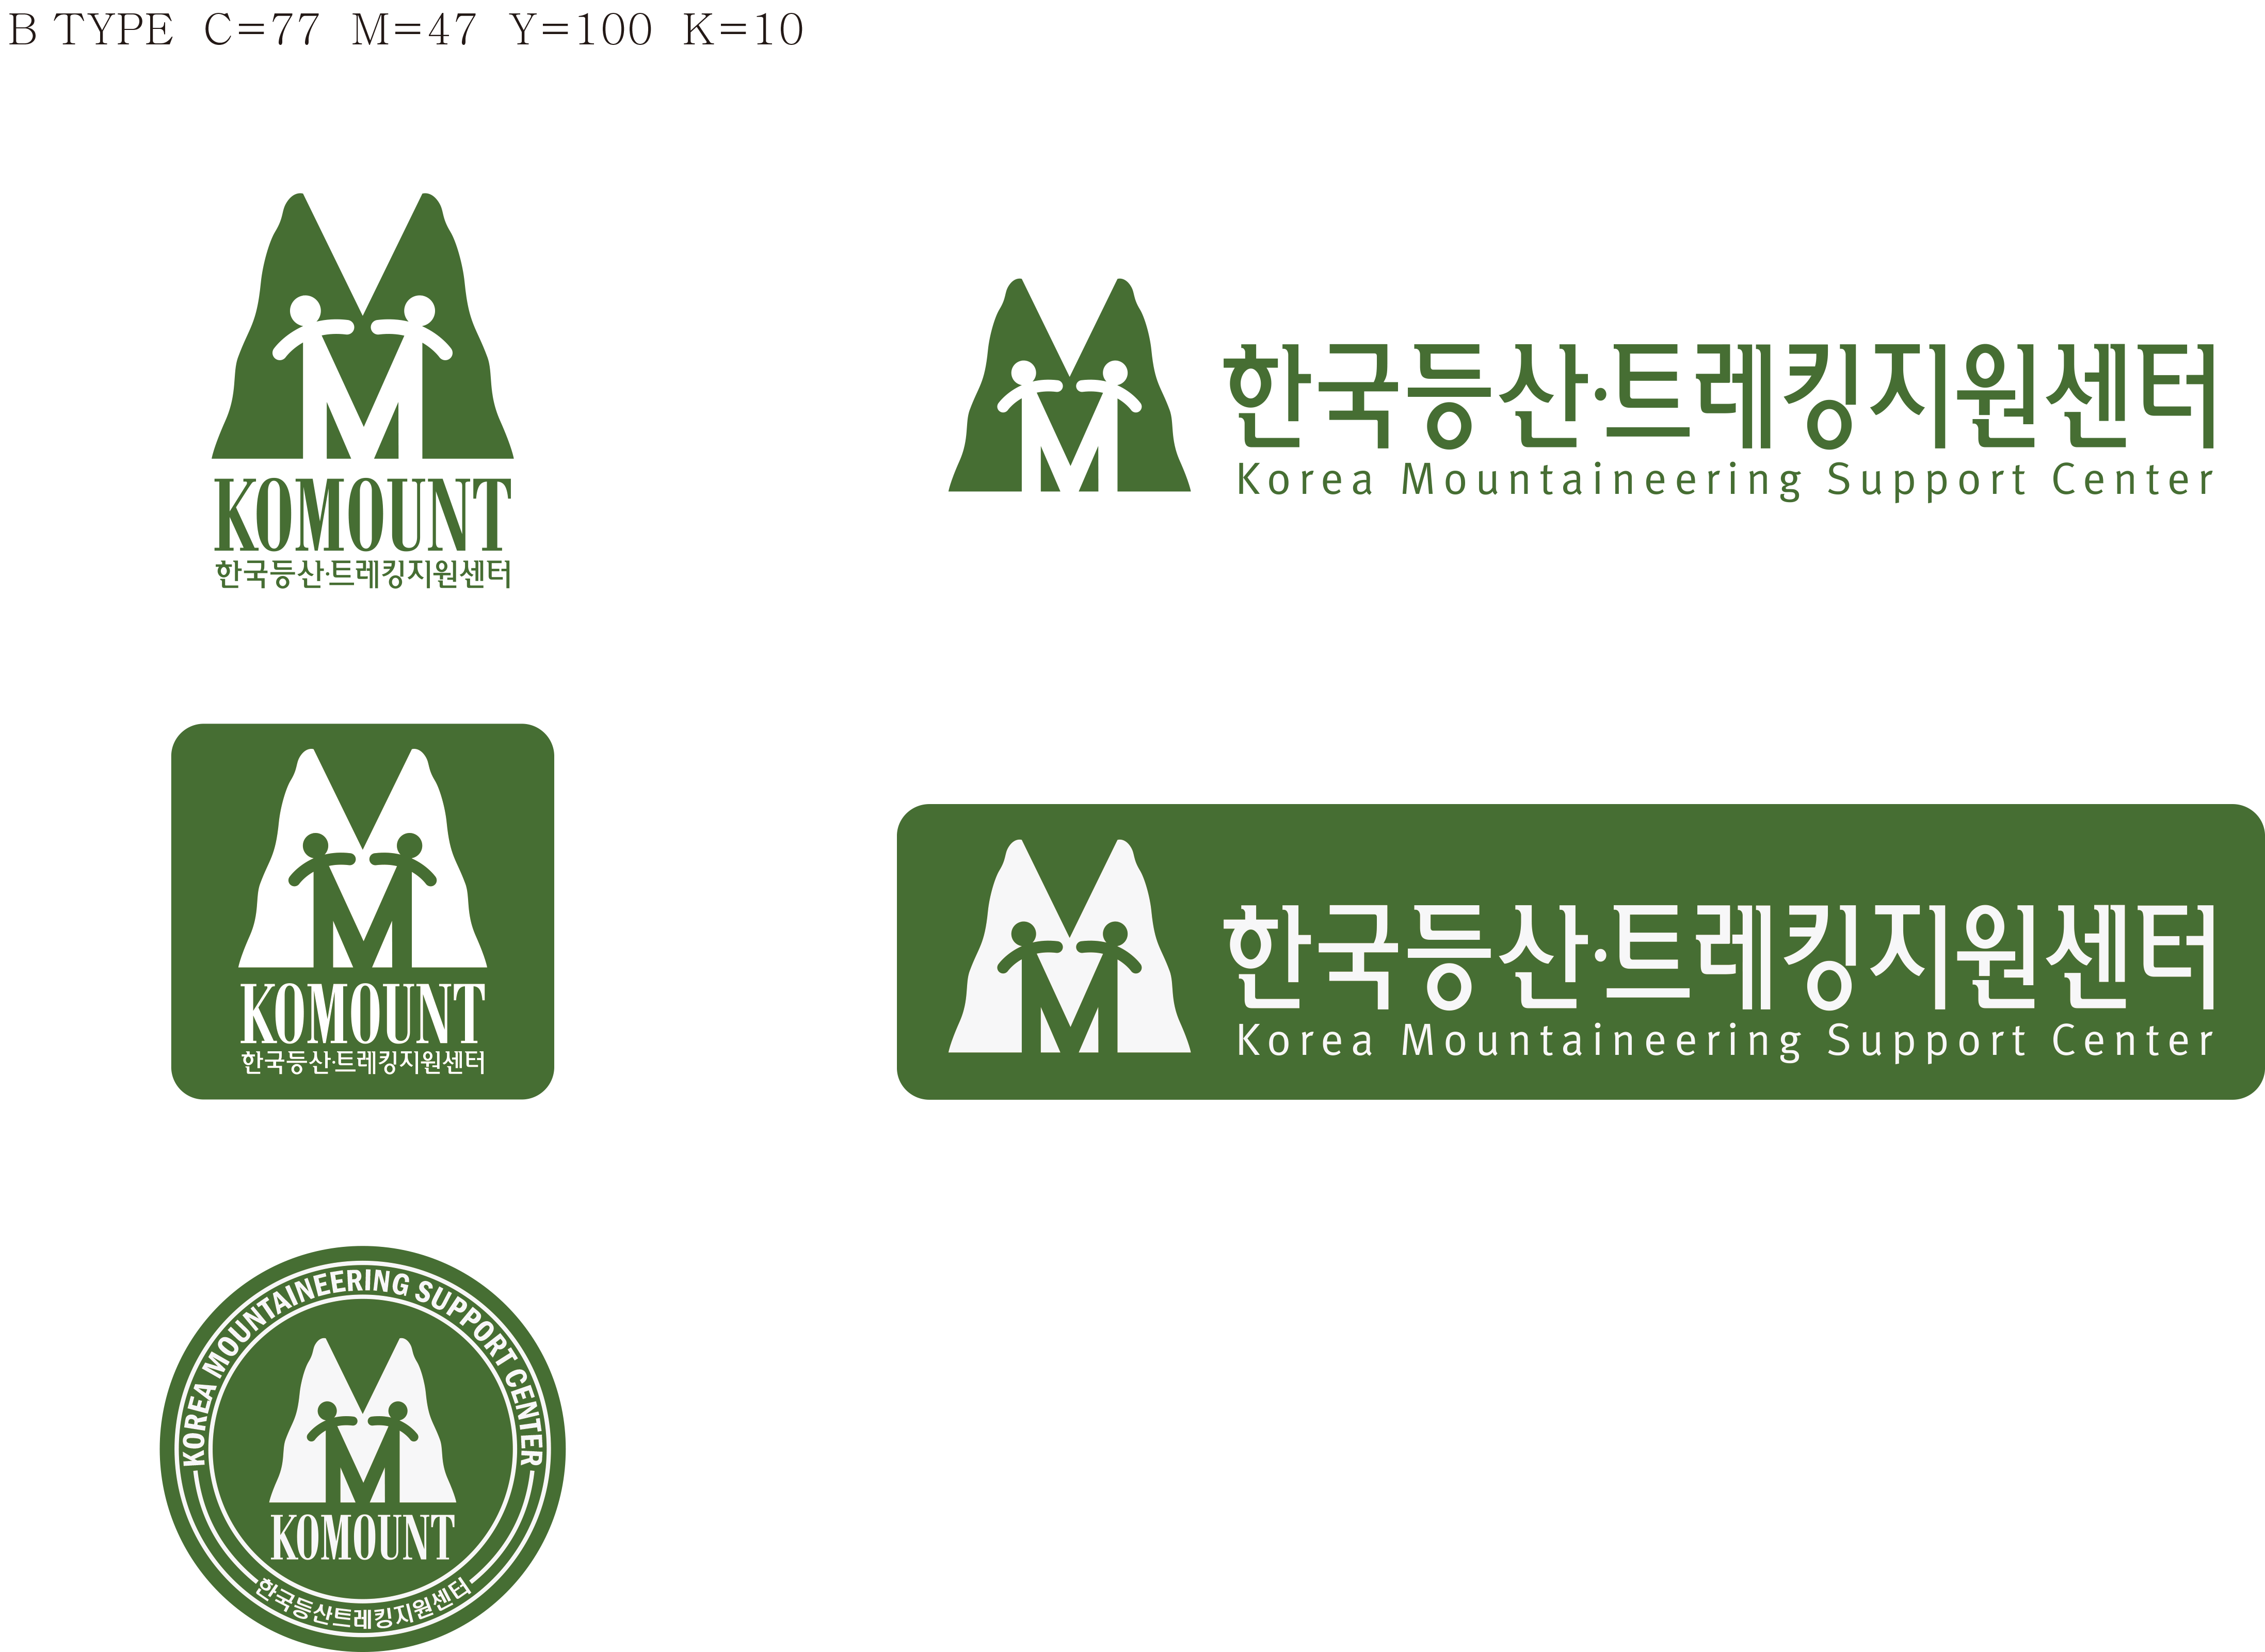 B TYPE C=77 M=47 Y=100 K=10
KOMOUNT
한국등산·트레킹지원센터
한국등산·트레킹지원센터
Korea Mountaineering Support Center
KOMOUNT
한국등산·트레킹지원센터
한국등산·트레킹지원센터
Korea Mountaineering Support Center
KOREA MOUNTAINEERING SUPPORT CENTER
KOMOUNT
한국등산트레킹지원센터